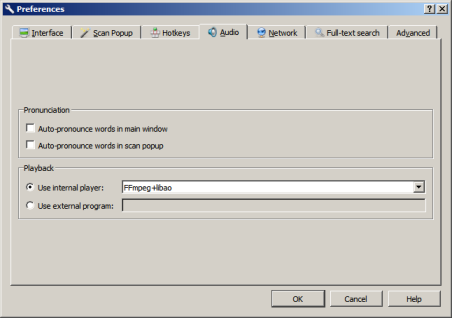 Preferences
Interface Scan Popup Hotkeys Audio Network Full-text search Advanced
Pronunciation
Auto-pronounce words in main window
Auto-pronounce words in scan popup
Playback
Use internal player: FFmpeg+libao
Use external program:
OK Cancel Help